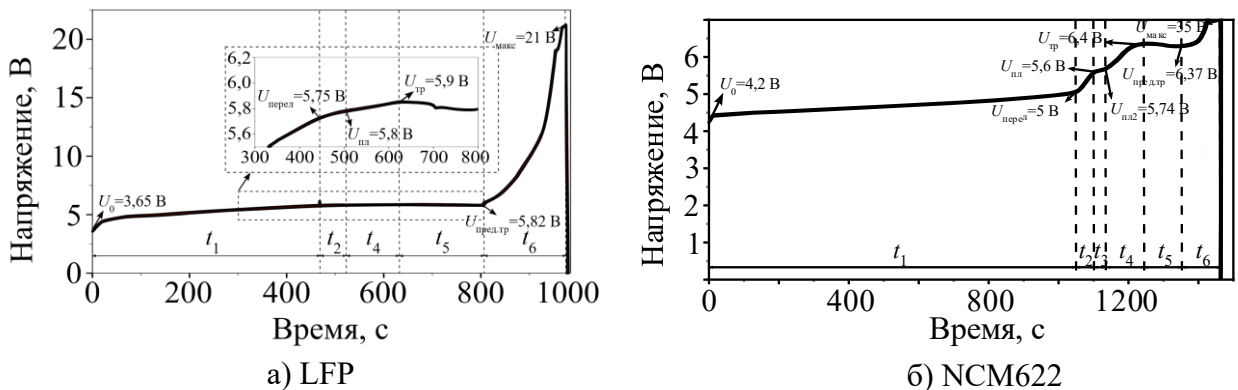 Напряжение, В
20
15
10
5
0
Uмакс=21 В
6,2
6,0
5,8
5,6
Uперел=5,75 В
Uтр=5,9 В
Uпл=5,8 В
300 400 500 600 700 800
U0=3,65 В
Uпред.тр=5,82 В
t1 t2 t4 t5 t6
0 200 400 600 800 1000
Время, с
а) LFP
Напряжение, В
6
5
4
3
2
1
Uмакс=35 В
Uтр=6,4 В
Uпл=5,6 В
Uпред.тр=6,37 В
U0=4,2 В
Uперел=5 В
Uпл2=5,74 В
t1 t2 t3 t4 t5 t6
0 400 800 1200
Время, с
б) NCM622